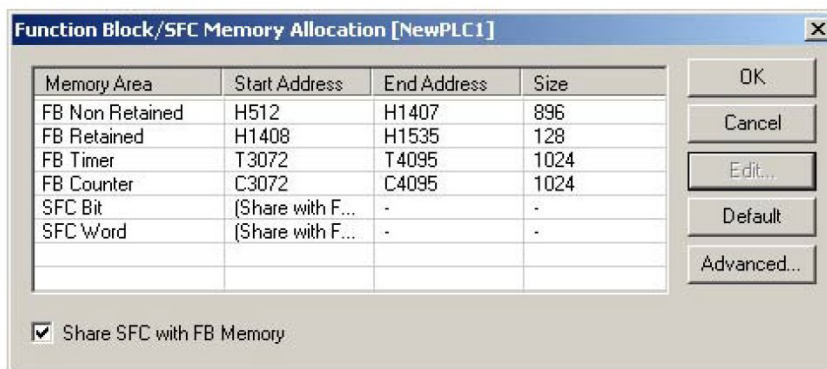 Function Block/SFC Memory Allocation [NewPLC1]
Memory Area Start Address End Address Size
FB Non Retained H512 H1407 896
FB Retained H1408 H1535 128
FB Timer T3072 T4095 1024
FB Counter C3072 C4095 1024
SFC Bit (Share with F... - -
SFC Word (Share with F... - -
OK
Cancel
Edit...
Default
Advanced...
Share SFC with FB Memory